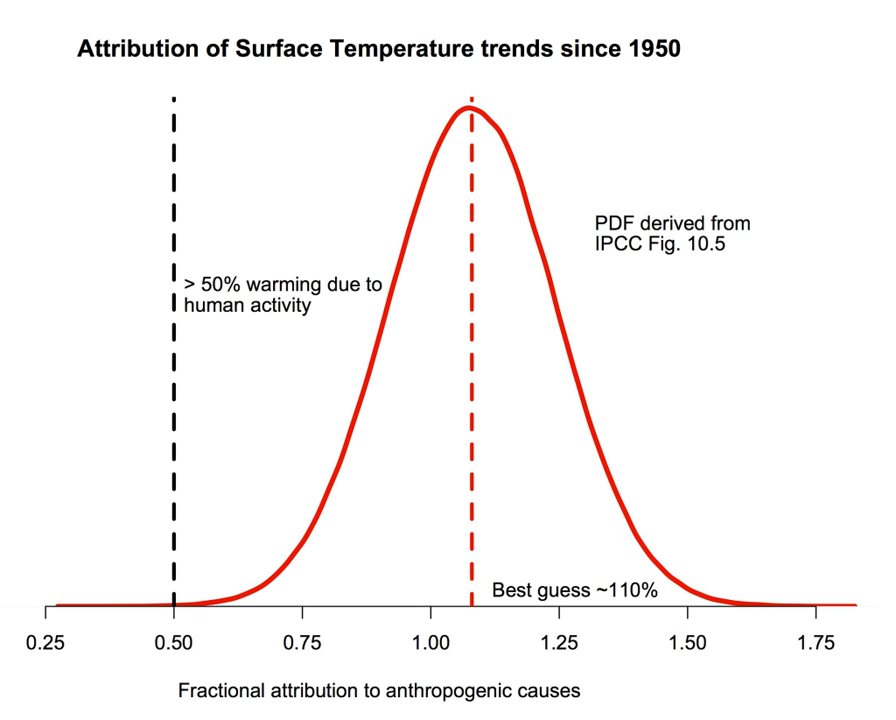 Attribution of Surface Temperature trends since 1950
PDF derived from
IPCC Fig. 10.5
> 50% warming due to
human activity
Best guess ~110%
0.25 0.50 0.75 1.00 1.25 1.50 1.75
Fractional attribution to anthropogenic causes